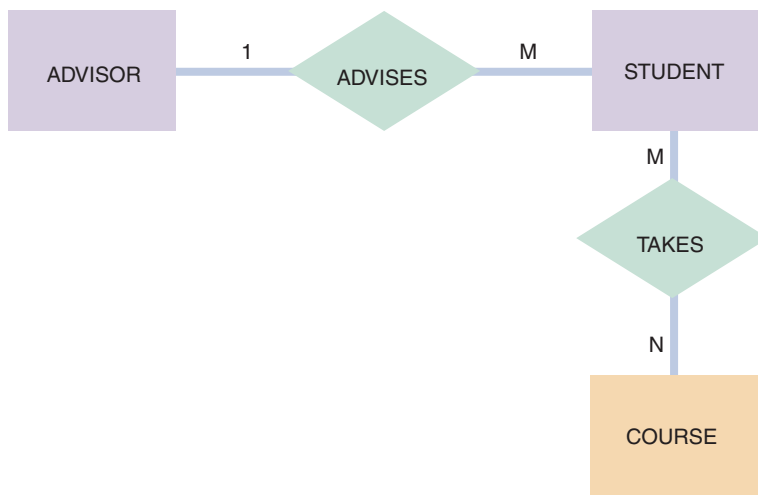 ADVISOR
1
ADVISES
M
STUDENT
M
TAKES
N
COURSE